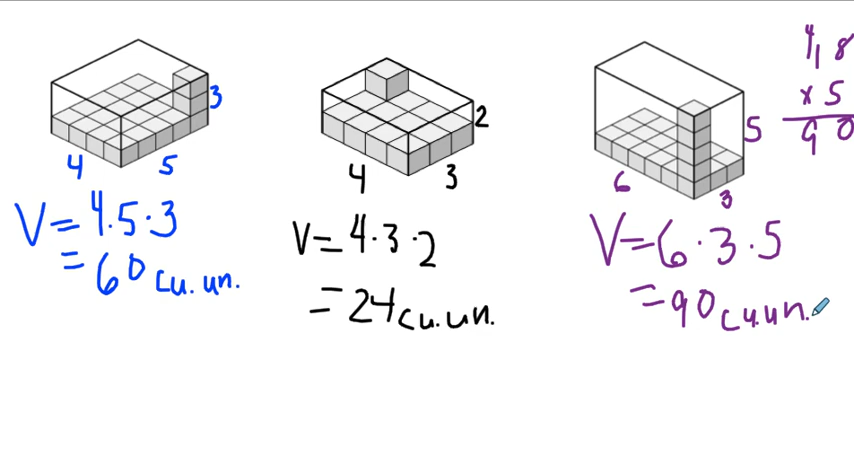 3
4
5
V = 4·5·3
= 60 cu. un.
2
4
3
V = 4·3·2
= 24 cu. un.
5
6
3
V = 6·3·5
= 90 cu. un.
4
18
x 5
90